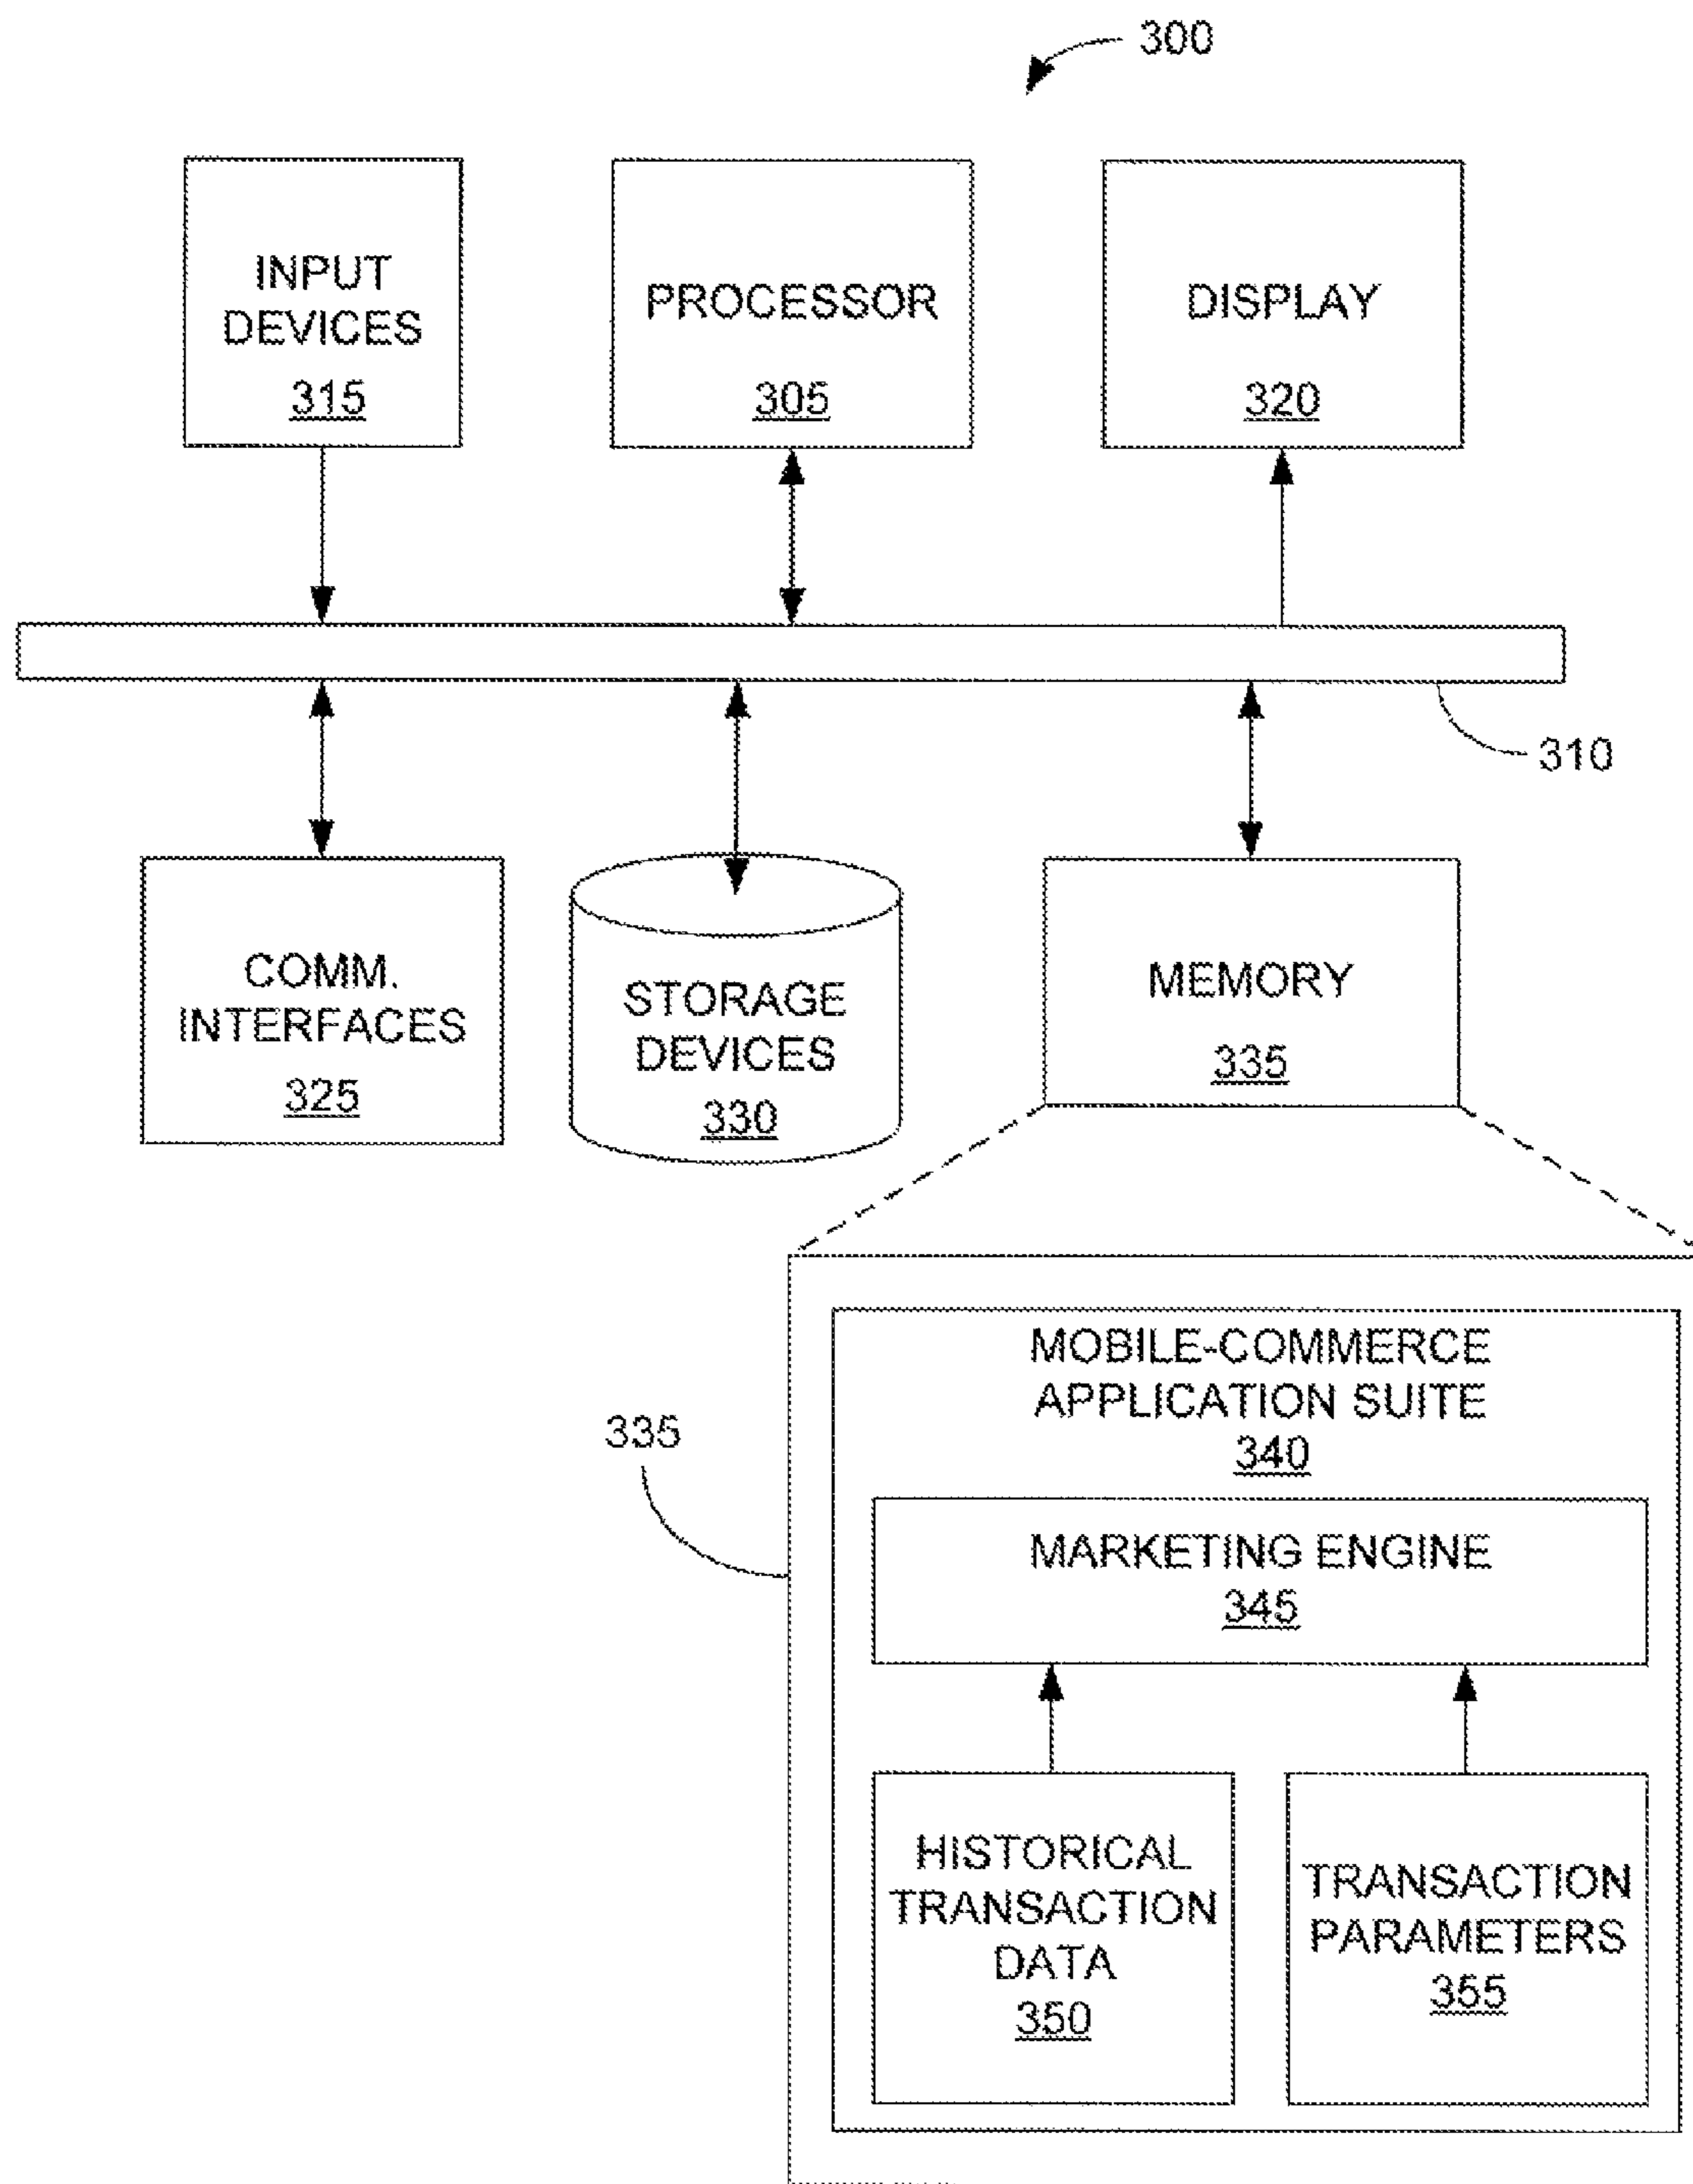 300
INPUT
DEVICES
315
PROCESSOR
305
DISPLAY
320
310
COMM.
INTERFACES
325
STORAGE
DEVICES
330
MEMORY
335
335
MOBILE-COMMERCE
APPLICATION SUITE
340
MARKETING ENGINE
345
HISTORICAL
TRANSACTION
DATA
350
TRANSACTION
PARAMETERS
355